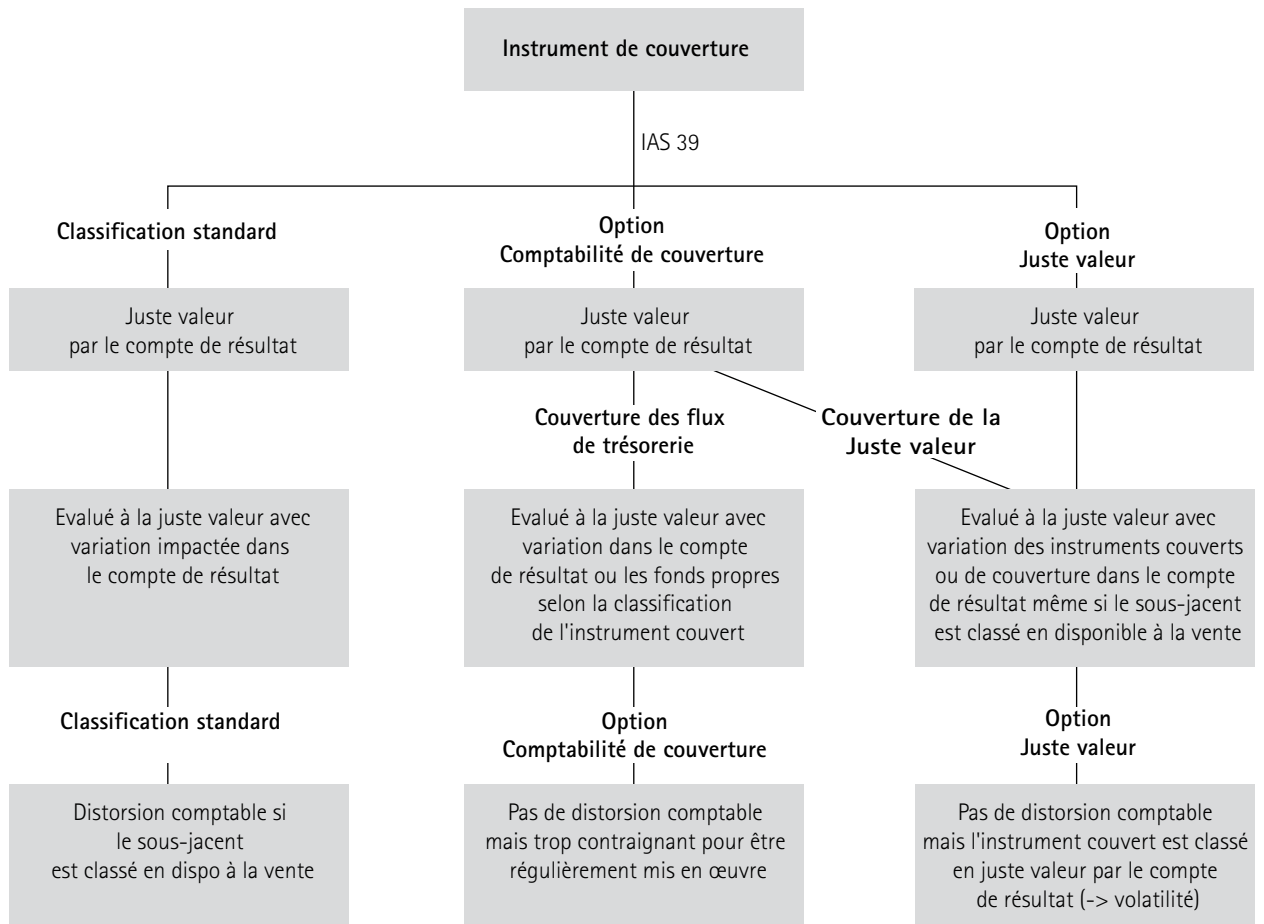 Instrument de couverture
IAS 39
Classification standard
Option
Comptabilité de couverture
Option
Juste valeur
Juste valeur
par le compte de résultat
Juste valeur
par le compte de résultat
Juste valeur
par le compte de résultat
Couverture des flux
de trésorerie
Couverture de la
Juste valeur
Evalué à la juste valeur avec
variation impactée dans
le compte de résultat
Evalué à la juste valeur avec
variation dans le compte
de résultat ou les fonds propres
selon la classification
de l'instrument couvert
Evalué à la juste valeur avec
variation des instruments couverts
ou de couverture dans le compte
de résultat même si le sous-jacent
est classé en disponible à la vente
Classification standard
Option
Comptabilité de couverture
Option
Juste valeur
Distorsion comptable si
le sous-jacent
est classé en dispo à la vente
Pas de distorsion comptable
mais trop contraignant pour être
régulièrement mis en œuvre
Pas de distorsion comptable
mais l'instrument couvert est classé
en juste valeur par le compte
de résultat (-> volatilité)